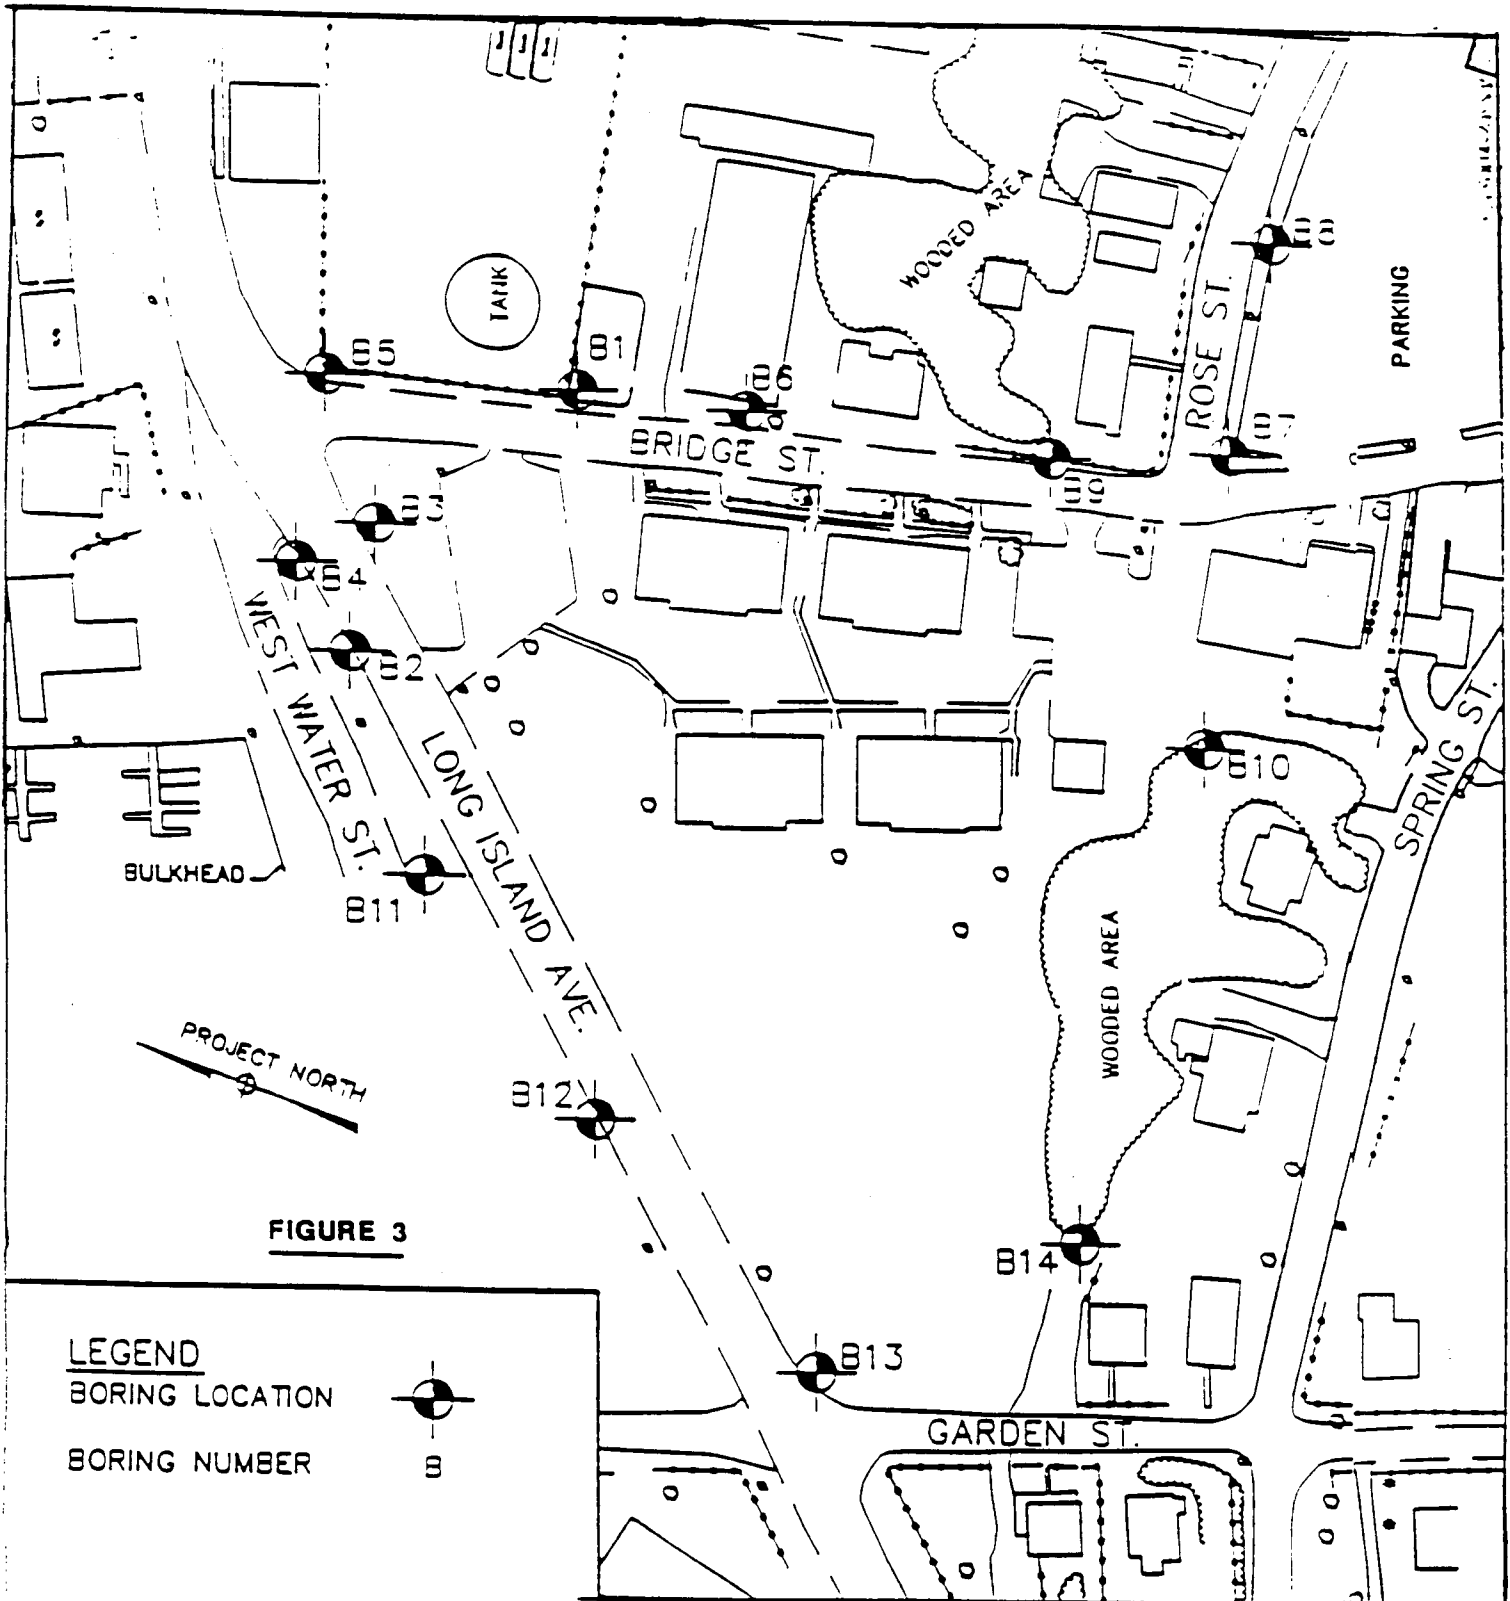 WOODED AREA
B8
TANK
ROSE ST.
PARKING
B5
B1
B6
B7
BRIDGE ST.
B9
B3
B4
B2
WEST WATER ST.
LONG ISLAND AVE.
B10
SPRING ST.
BULKHEAD
B11
WOODED AREA
PROJECT NORTH
B12
FIGURE 3
B14
B13
GARDEN ST.
LEGEND
BORING LOCATION
BORING NUMBER B